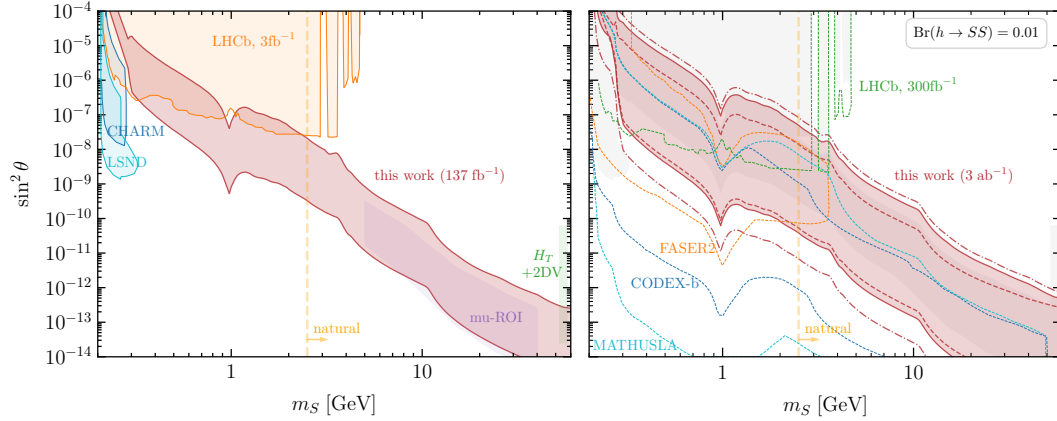 10⁻⁴
10⁻⁵
10⁻⁶
10⁻⁷
10⁻⁸
10⁻⁹
10⁻¹⁰
10⁻¹¹
10⁻¹²
10⁻¹³
10⁻¹⁴
sin² θ
LHCb, 3fb⁻¹
CHARM
LSND
this work (137 fb⁻¹)
H_T
+2DV
mu-ROI
natural
1
10
m_S [GeV]
Br(h → SS) = 0.01
LHCb, 300fb⁻¹
this work (3 ab⁻¹)
FASER2
CODEX-b
MATHUSLA
natural
1
10
m_S [GeV]